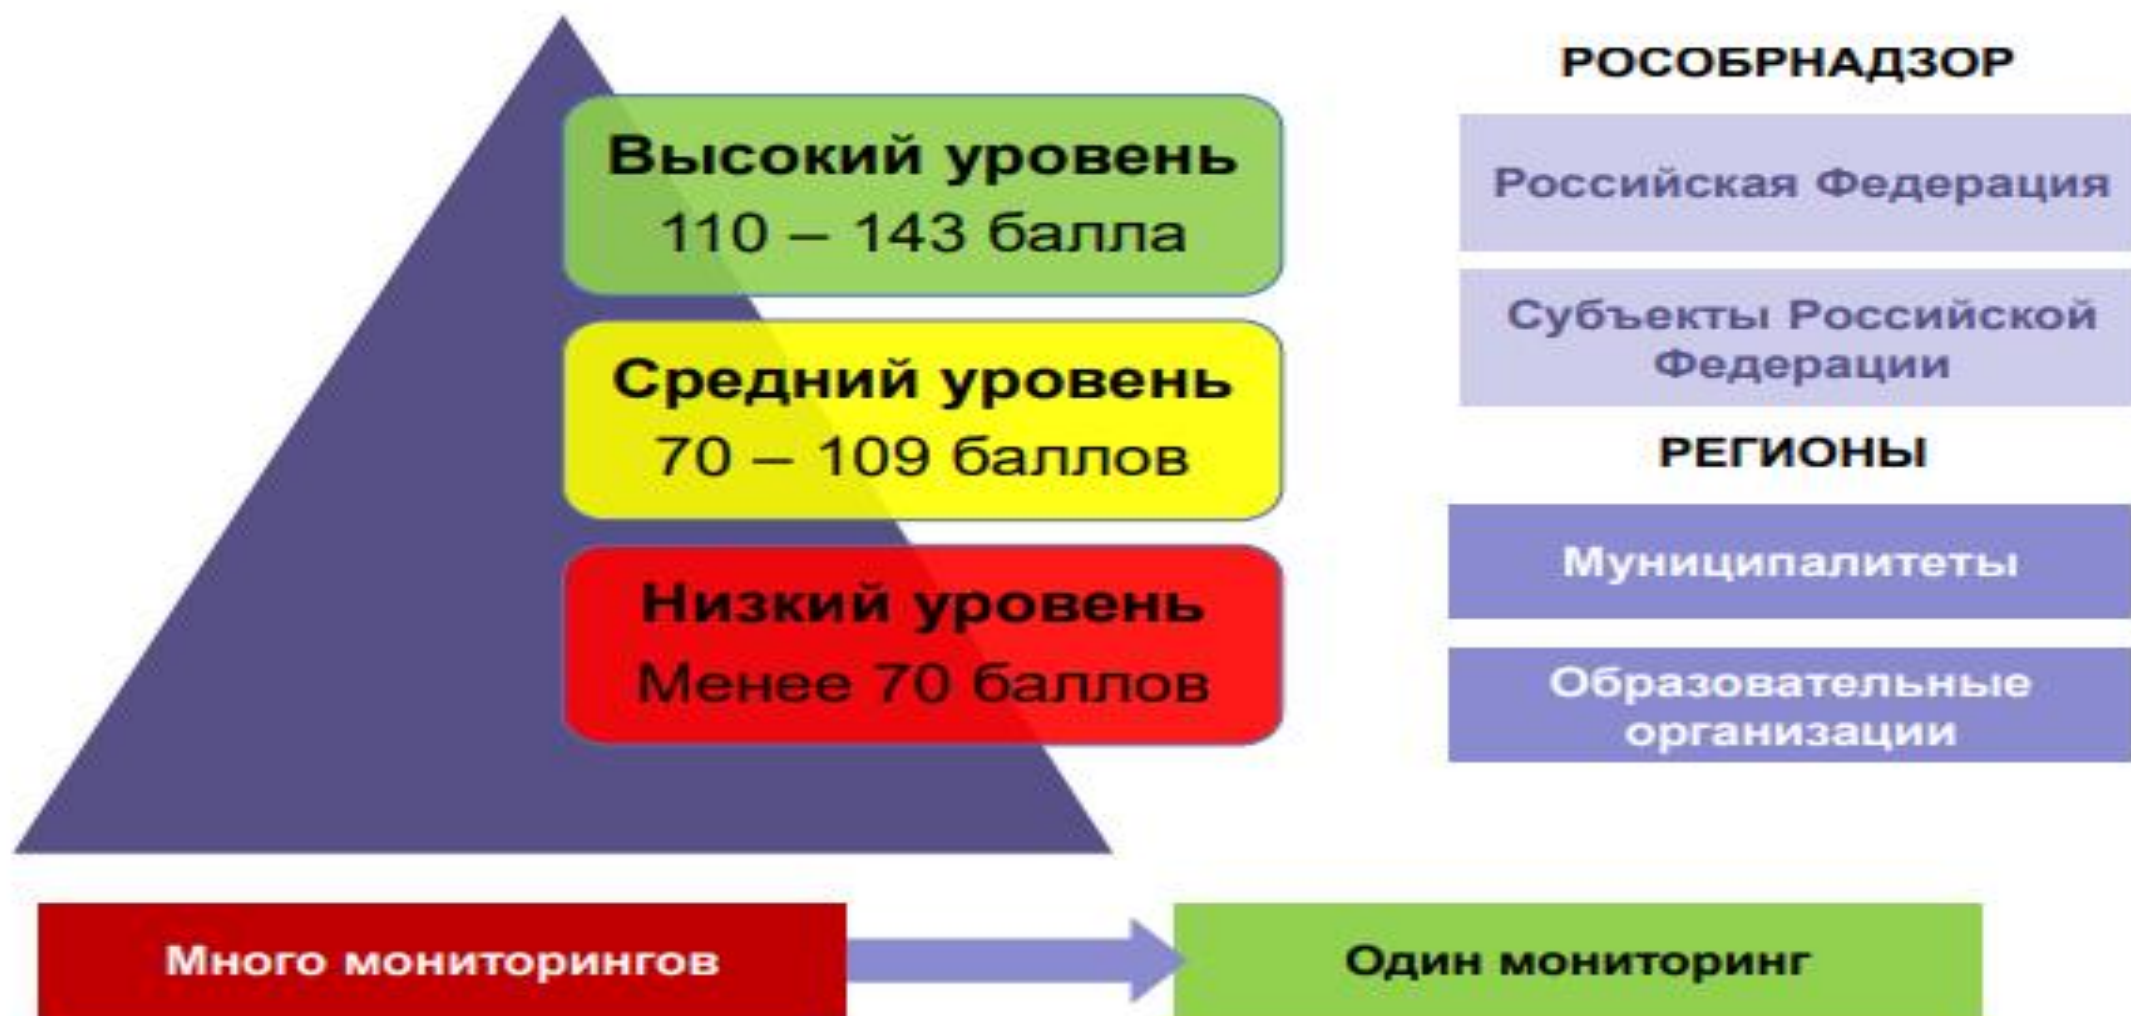 Высокий уровень
110 – 143 балла
Средний уровень
70 – 109 баллов
Низкий уровень
Менее 70 баллов
РОСОБРНАДЗОР
Российская Федерация
Субъекты Российской
Федерации
РЕГИОНЫ
Муниципалитеты
Образовательные
организации
Много мониторингов
Один мониторинг